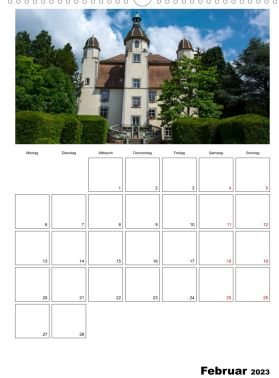 Montag Dienstag Mittwoch Donnerstag Freitag Samstag Sonntag
1 2 3 4 5
6 7 8 9 10 11 12
13 14 15 16 17 18 19
20 21 22 23 24 25 26
27 28
Februar 2023